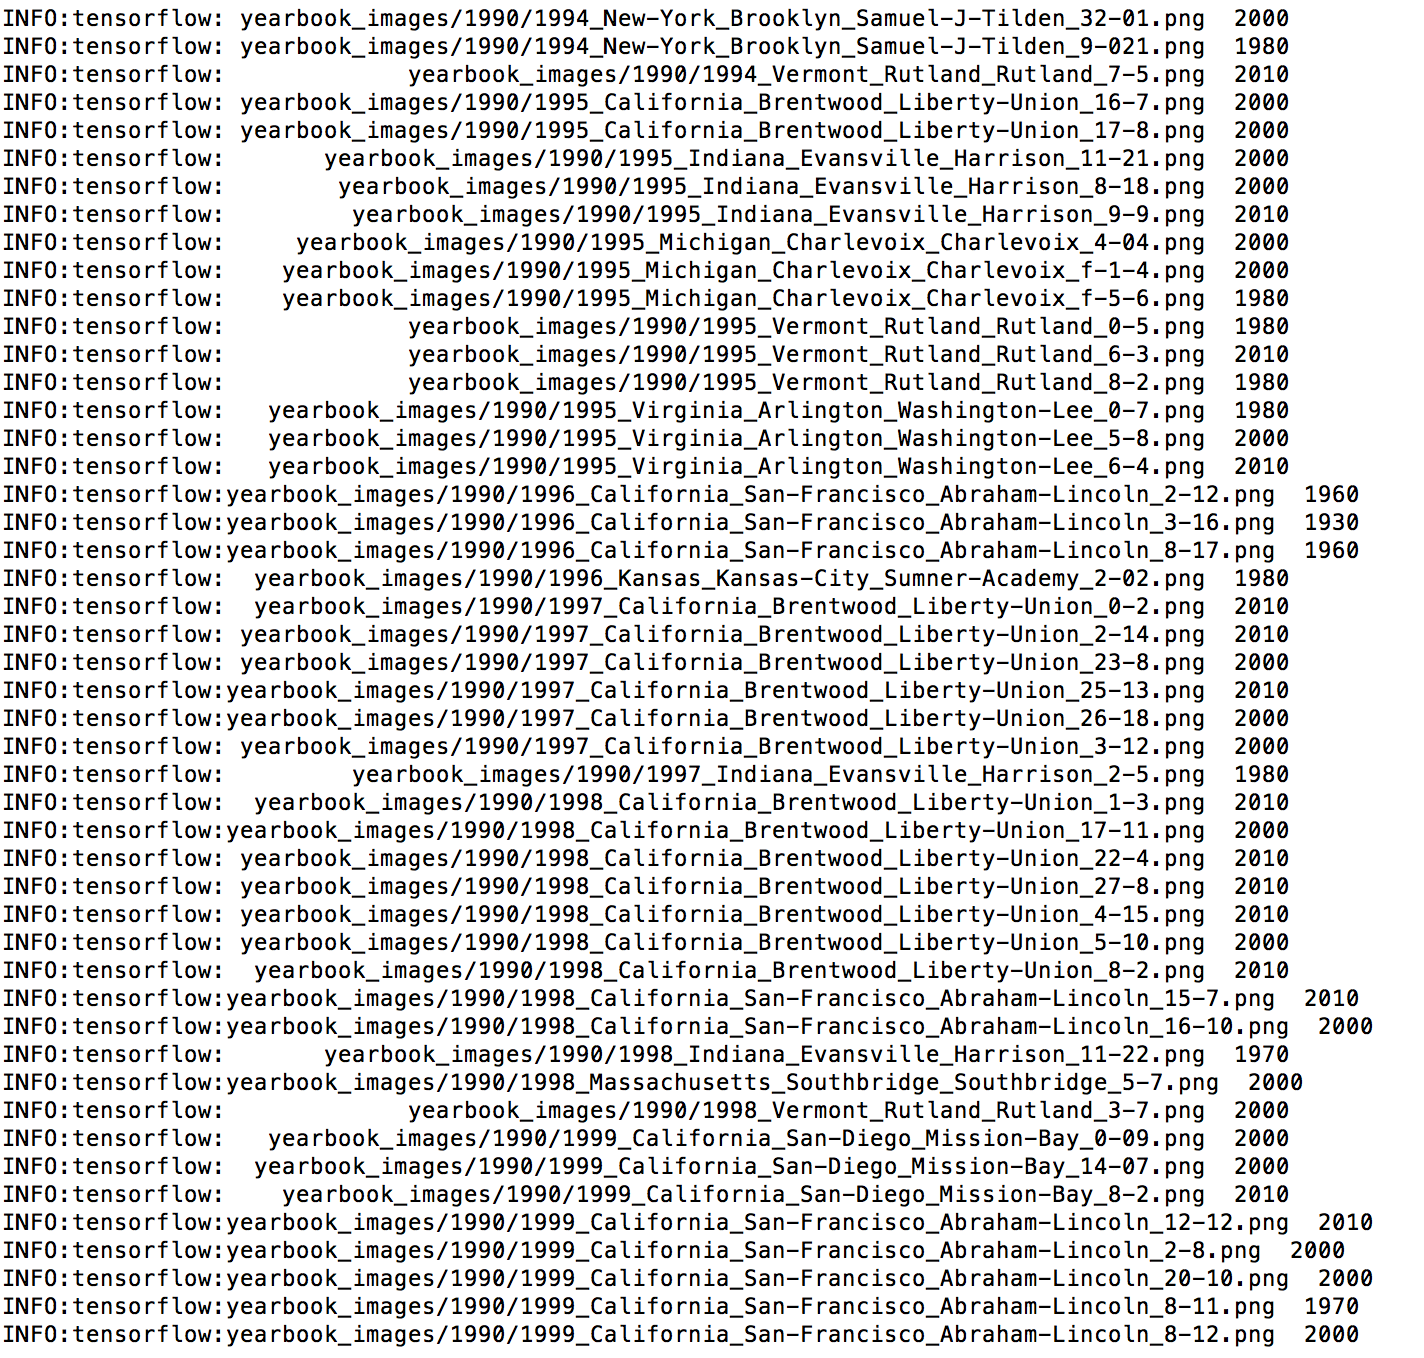 INFO:tensorflow: yearbook_images/1990/1994_New-York_Brooklyn_Samuel-J-Tilden_32-01.png  2000
INFO:tensorflow: yearbook_images/1990/1994_New-York_Brooklyn_Samuel-J-Tilden_9-021.png  1980
INFO:tensorflow:             yearbook_images/1990/1994_Vermont_Rutland_Rutland_7-5.png  2010
INFO:tensorflow: yearbook_images/1990/1995_California_Brentwood_Liberty-Union_16-7.png  2000
INFO:tensorflow: yearbook_images/1990/1995_California_Brentwood_Liberty-Union_17-8.png  2000
INFO:tensorflow:       yearbook_images/1990/1995_Indiana_Evansville_Harrison_11-21.png  2000
INFO:tensorflow:        yearbook_images/1990/1995_Indiana_Evansville_Harrison_8-18.png  2000
INFO:tensorflow:         yearbook_images/1990/1995_Indiana_Evansville_Harrison_9-9.png  2010
INFO:tensorflow:     yearbook_images/1990/1995_Michigan_Charlevoix_Charlevoix_4-04.png  2000
INFO:tensorflow:    yearbook_images/1990/1995_Michigan_Charlevoix_Charlevoix_f-1-4.png  2000
INFO:tensorflow:    yearbook_images/1990/1995_Michigan_Charlevoix_Charlevoix_f-5-6.png  1980
INFO:tensorflow:             yearbook_images/1990/1995_Vermont_Rutland_Rutland_0-5.png  1980
INFO:tensorflow:             yearbook_images/1990/1995_Vermont_Rutland_Rutland_6-3.png  2010
INFO:tensorflow:             yearbook_images/1990/1995_Vermont_Rutland_Rutland_8-2.png  1980
INFO:tensorflow:   yearbook_images/1990/1995_Virginia_Arlington_Washington-Lee_0-7.png  1980
INFO:tensorflow:   yearbook_images/1990/1995_Virginia_Arlington_Washington-Lee_5-8.png  2000
INFO:tensorflow:   yearbook_images/1990/1995_Virginia_Arlington_Washington-Lee_6-4.png  2010
INFO:tensorflow:yearbook_images/1990/1996_California_San-Francisco_Abraham-Lincoln_2-12.png  1960
INFO:tensorflow:yearbook_images/1990/1996_California_San-Francisco_Abraham-Lincoln_3-16.png  1930
INFO:tensorflow:yearbook_images/1990/1996_California_San-Francisco_Abraham-Lincoln_8-17.png  1960
INFO:tensorflow:  yearbook_images/1990/1996_Kansas_Kansas-City_Sumner-Academy_2-02.png  1980
INFO:tensorflow:  yearbook_images/1990/1997_California_Brentwood_Liberty-Union_0-2.png  2010
INFO:tensorflow: yearbook_images/1990/1997_California_Brentwood_Liberty-Union_2-14.png  2010
INFO:tensorflow: yearbook_images/1990/1997_California_Brentwood_Liberty-Union_23-8.png  2000
INFO:tensorflow:yearbook_images/1990/1997_California_Brentwood_Liberty-Union_25-13.png  2010
INFO:tensorflow:yearbook_images/1990/1997_California_Brentwood_Liberty-Union_26-18.png  2000
INFO:tensorflow: yearbook_images/1990/1997_California_Brentwood_Liberty-Union_3-12.png  2000
INFO:tensorflow:         yearbook_images/1990/1997_Indiana_Evansville_Harrison_2-5.png  1980
INFO:tensorflow:  yearbook_images/1990/1998_California_Brentwood_Liberty-Union_1-3.png  2010
INFO:tensorflow:yearbook_images/1990/1998_California_Brentwood_Liberty-Union_17-11.png  2000
INFO:tensorflow: yearbook_images/1990/1998_California_Brentwood_Liberty-Union_22-4.png  2010
INFO:tensorflow: yearbook_images/1990/1998_California_Brentwood_Liberty-Union_27-8.png  2010
INFO:tensorflow: yearbook_images/1990/1998_California_Brentwood_Liberty-Union_4-15.png  2010
INFO:tensorflow: yearbook_images/1990/1998_California_Brentwood_Liberty-Union_5-10.png  2000
INFO:tensorflow:  yearbook_images/1990/1998_California_Brentwood_Liberty-Union_8-2.png  2010
INFO:tensorflow:yearbook_images/1990/1998_California_San-Francisco_Abraham-Lincoln_15-7.png  2010
INFO:tensorflow:yearbook_images/1990/1998_California_San-Francisco_Abraham-Lincoln_16-10.png  2000
INFO:tensorflow:       yearbook_images/1990/1998_Indiana_Evansville_Harrison_11-22.png  1970
INFO:tensorflow:yearbook_images/1990/1998_Massachusetts_Southbridge_Southbridge_5-7.png  2000
INFO:tensorflow:             yearbook_images/1990/1998_Vermont_Rutland_Rutland_3-7.png  2000
INFO:tensorflow:   yearbook_images/1990/1999_California_San-Diego_Mission-Bay_0-09.png  2000
INFO:tensorflow:  yearbook_images/1990/1999_California_San-Diego_Mission-Bay_14-07.png  2000
INFO:tensorflow:    yearbook_images/1990/1999_California_San-Diego_Mission-Bay_8-2.png  2010
INFO:tensorflow:yearbook_images/1990/1999_California_San-Francisco_Abraham-Lincoln_12-12.png  2010
INFO:tensorflow:yearbook_images/1990/1999_California_San-Francisco_Abraham-Lincoln_2-8.png  2000
INFO:tensorflow:yearbook_images/1990/1999_California_San-Francisco_Abraham-Lincoln_20-10.png  2000
INFO:tensorflow:yearbook_images/1990/1999_California_San-Francisco_Abraham-Lincoln_8-11.png  1970
INFO:tensorflow:yearbook_images/1990/1999_California_San-Francisco_Abraham-Lincoln_8-12.png  2000